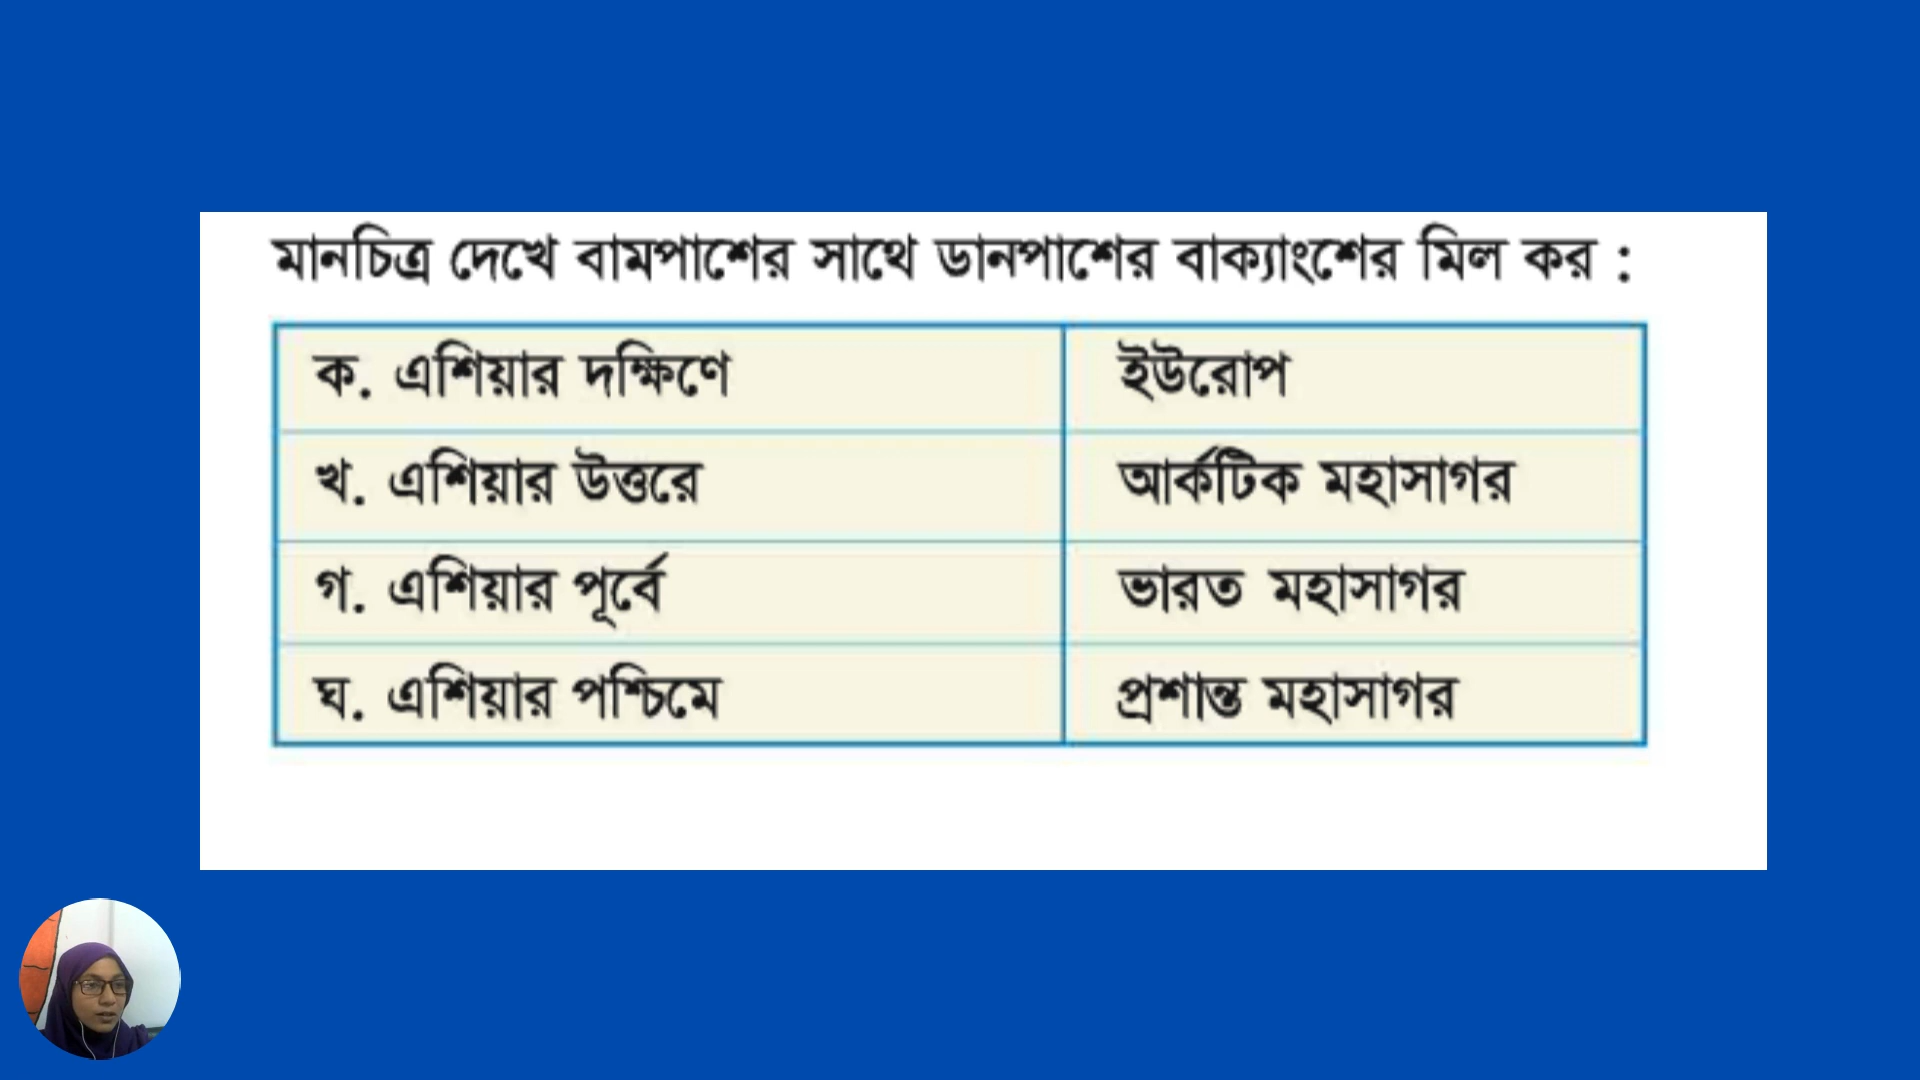 মানচিত্র দেখে বামপাশের সাথে ডানপাশের বাক্যাংশের মিল কর :
ক. এশিয়ার দক্ষিণে ইউরোপ
খ. এশিয়ার উত্তরে আর্কটিক মহাসাগর
গ. এশিয়ার পূর্বে ভারত মহাসাগর
ঘ. এশিয়ার পশ্চিমে প্রশান্ত মহাসাগর